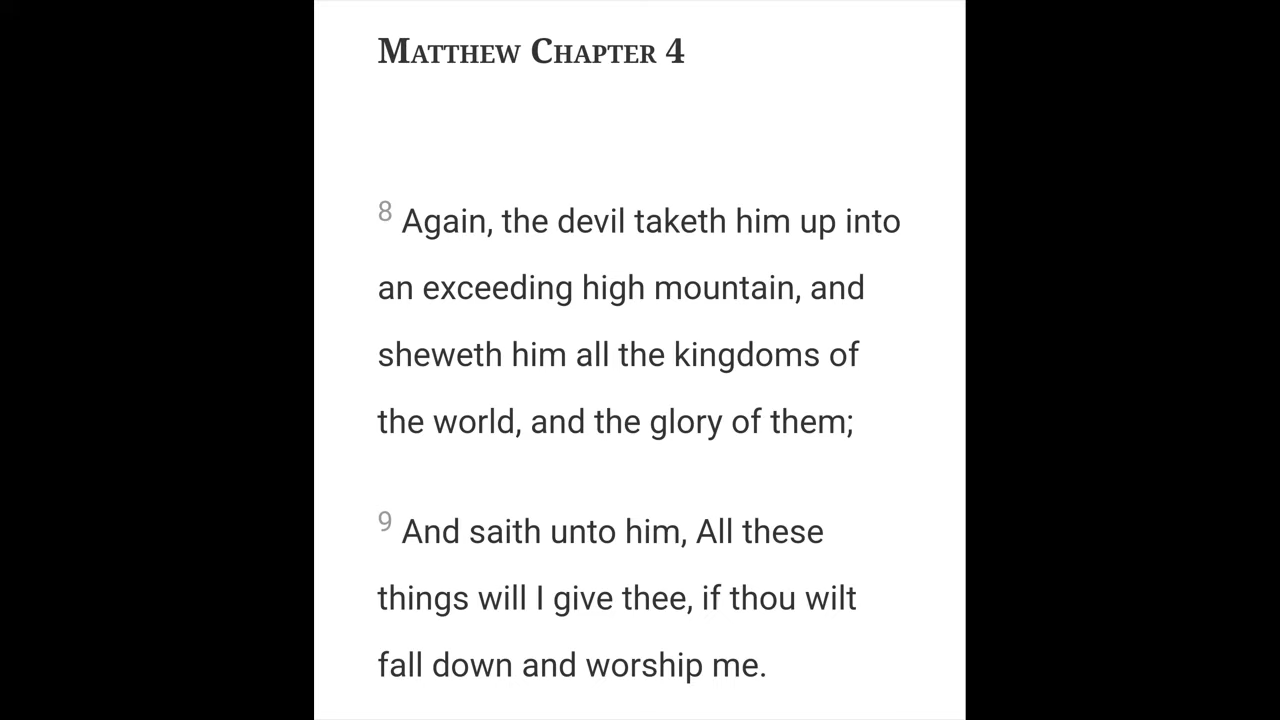 Matthew Chapter 4
8 Again, the devil taketh him up into
an exceeding high mountain, and
sheweth him all the kingdoms of
the world, and the glory of them;
9 And saith unto him, All these
things will I give thee, if thou wilt
fall down and worship me.